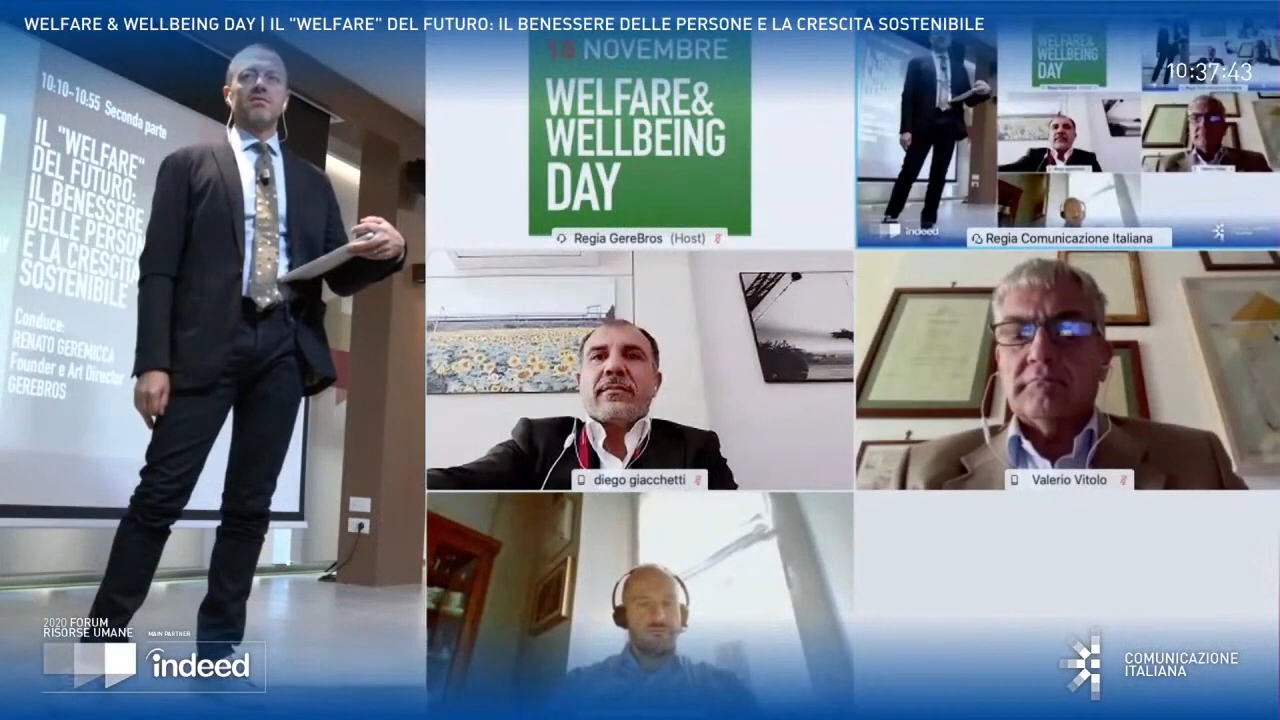 WELFARE & WELLBEING DAY | IL "WELFARE" DEL FUTURO: IL BENESSERE DELLE PERSONE E LA CRESCITA SOSTENIBILE
10:37:43
10:10-10:55 Seconda parte
IL "WELFARE"
DEL FUTURO:
IL BENESSERE
DELLE PERSON
E LA CRESCITA
SOSTENIBILE
Conduce:
RENATO GEREMICCA
Founder e Art Director
GEREBROS
18 NOVEMBRE
WELFARE&
WELLBEING
DAY
Regia GereBros (Host)
WELFARE&
WELLBEING
DAY
indeed
Regia Comunicazione Italiana
diego giacchetti
Valerio Vitolo
2020 FORUM
RISORSE UMANE
MAIN PARTNER
indeed
COMUNICAZIONE
ITALIANA